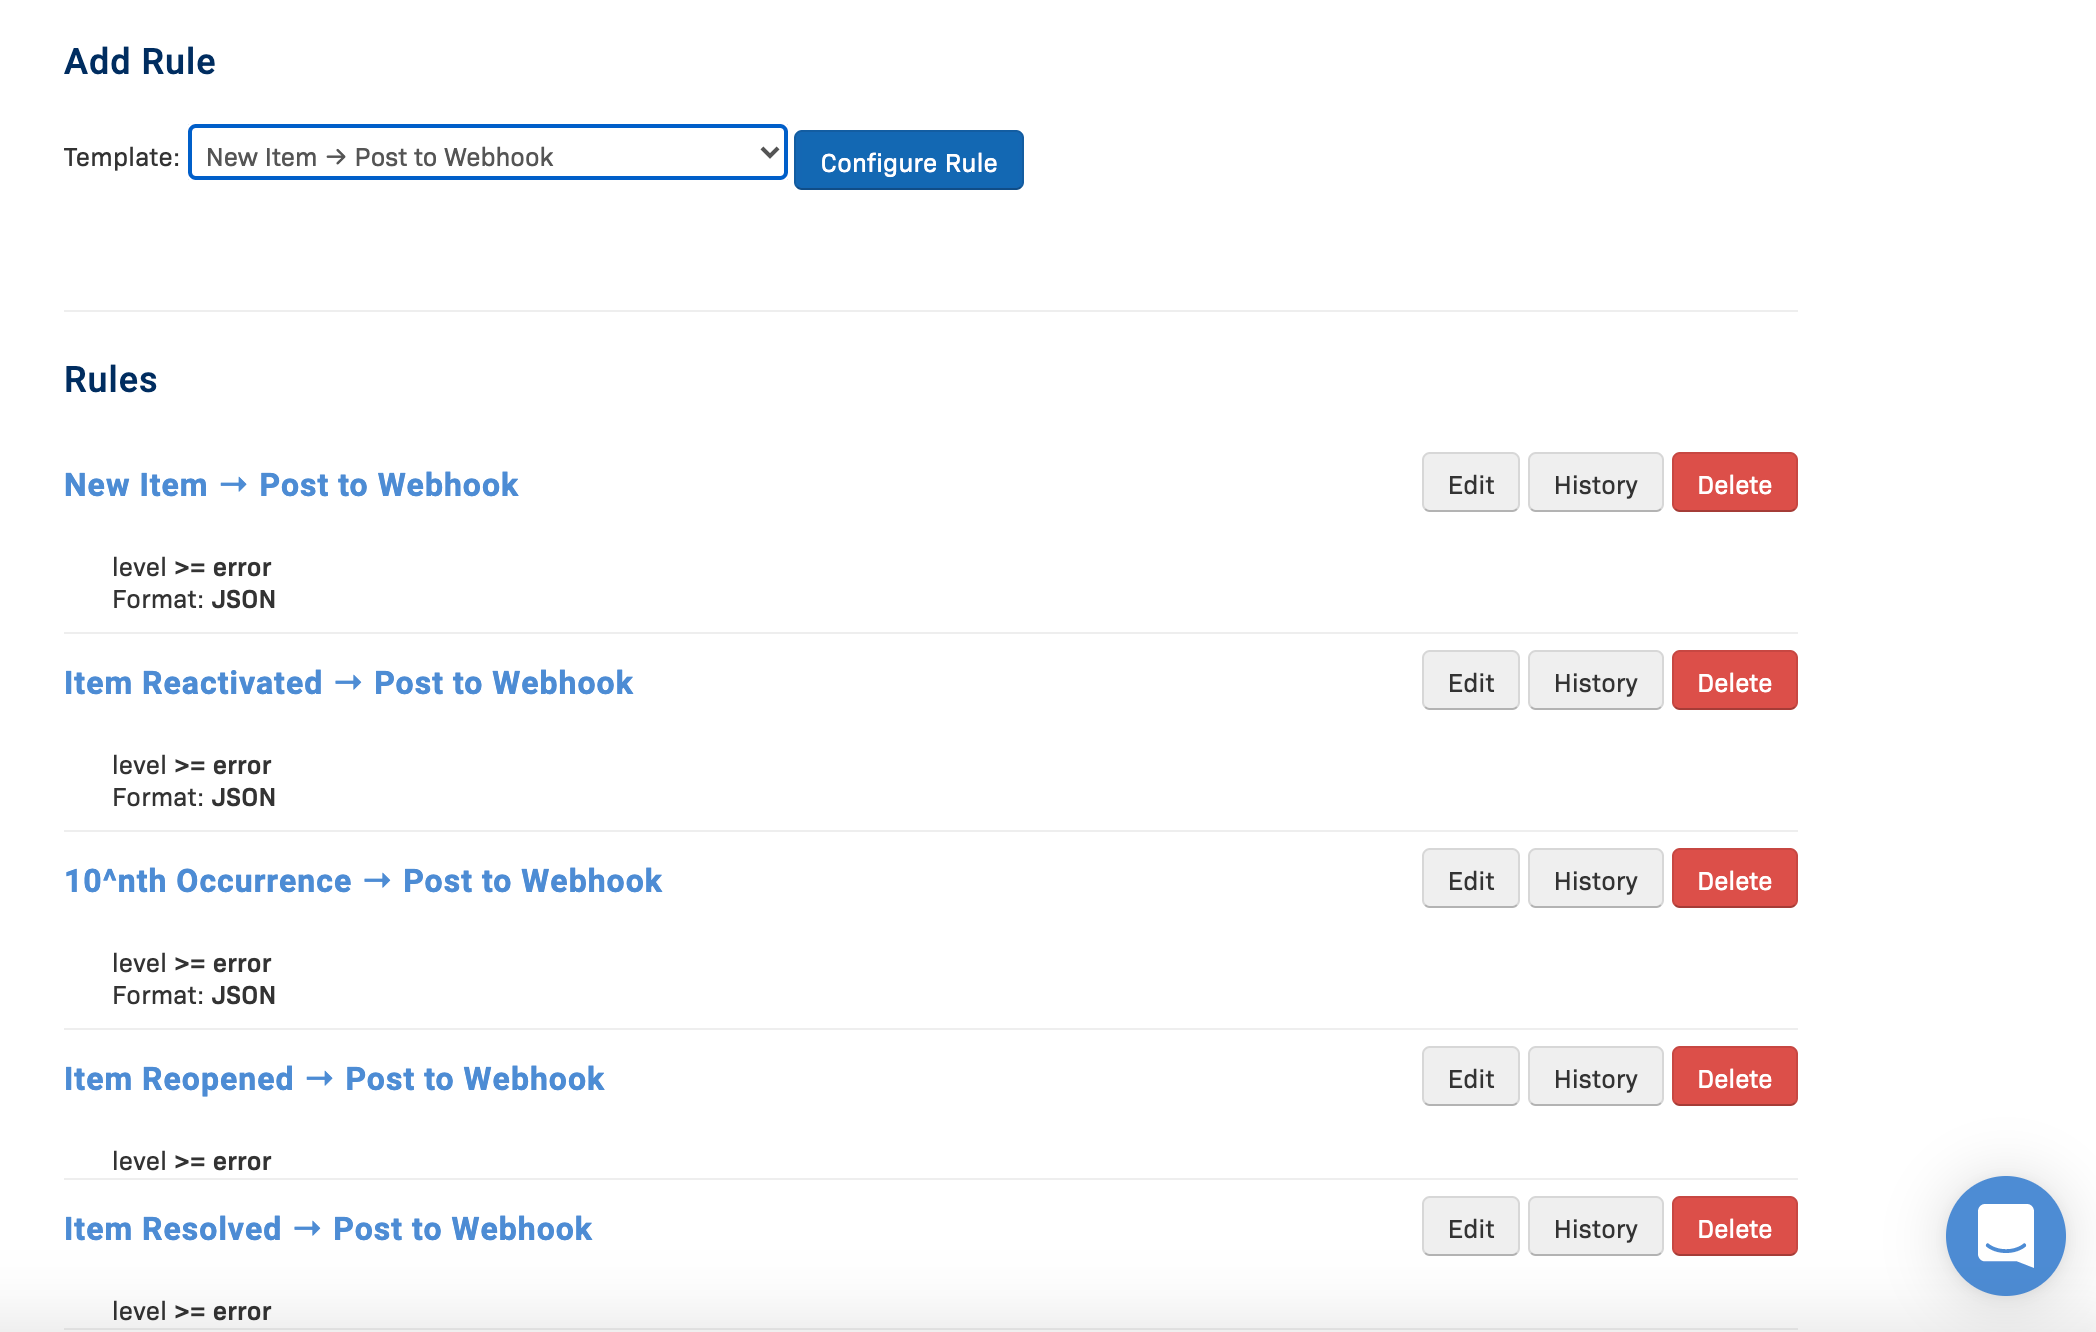 Add Rule
Template: New Item → Post to Webhook Configure Rule
Rules
New Item → Post to Webhook Edit History Delete
level >= error
Format: JSON
Item Reactivated → Post to Webhook Edit History Delete
level >= error
Format: JSON
10^nth Occurrence → Post to Webhook Edit History Delete
level >= error
Format: JSON
Item Reopened → Post to Webhook Edit History Delete
level >= error
Item Resolved → Post to Webhook Edit History Delete
level >= error